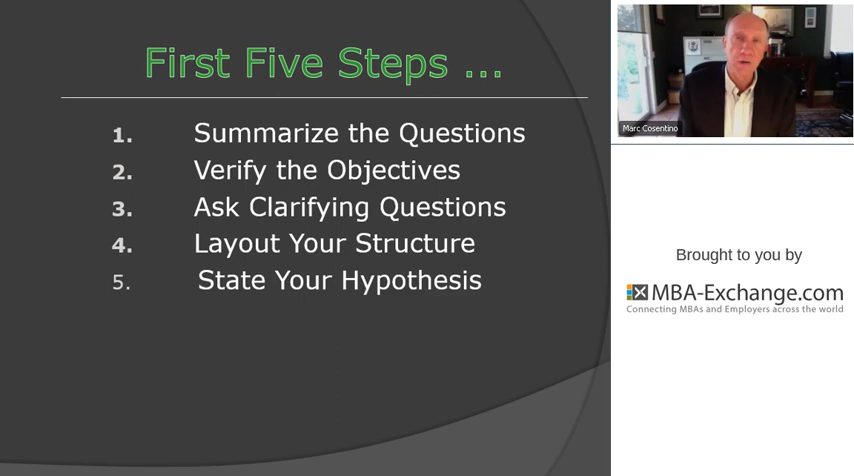 First Five Steps ...
1. Summarize the Questions
2. Verify the Objectives
3. Ask Clarifying Questions
4. Layout Your Structure
5. State Your Hypothesis
Marc Cosentino
Brought to you by
MBA-Exchange.com
Connecting MBAs and Employers across the world